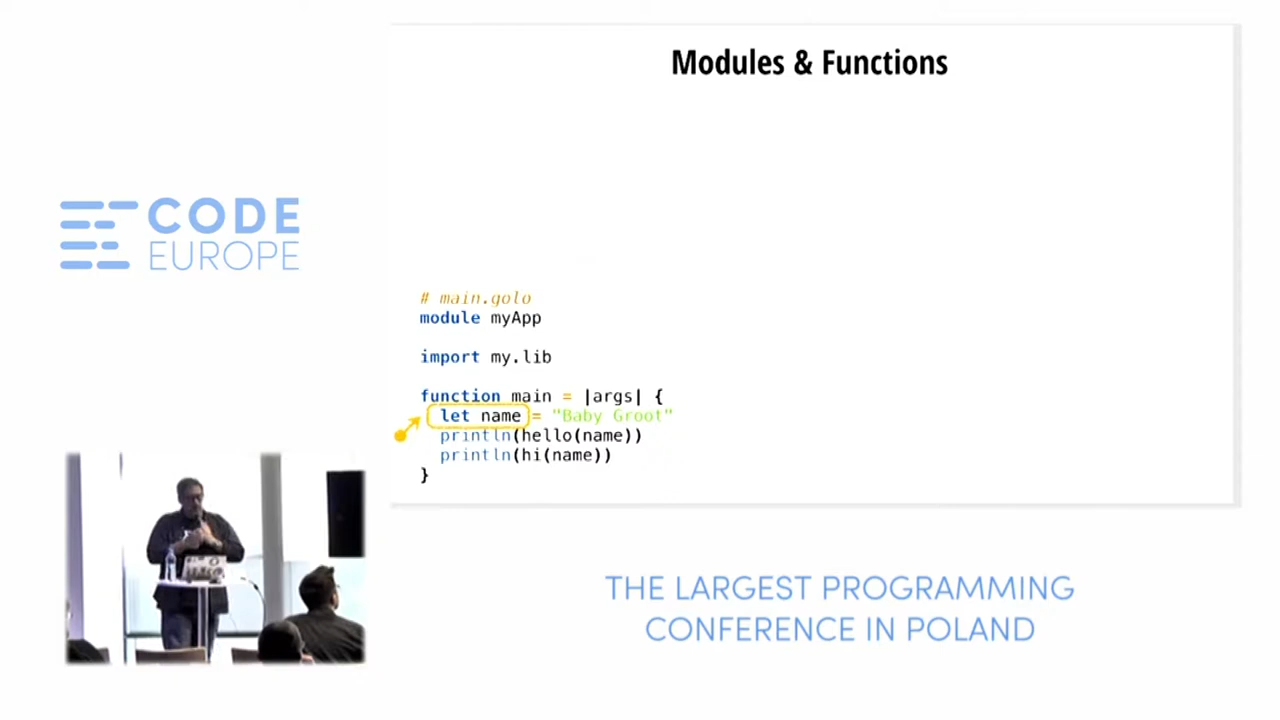 Modules & Functions
CODE
EUROPE
# main.golo
module myApp
import my.lib
function main = |args| {
let name = "Baby Groot"
println(hello(name))
println(hi(name))
}
THE LARGEST PROGRAMMING
CONFERENCE IN POLAND